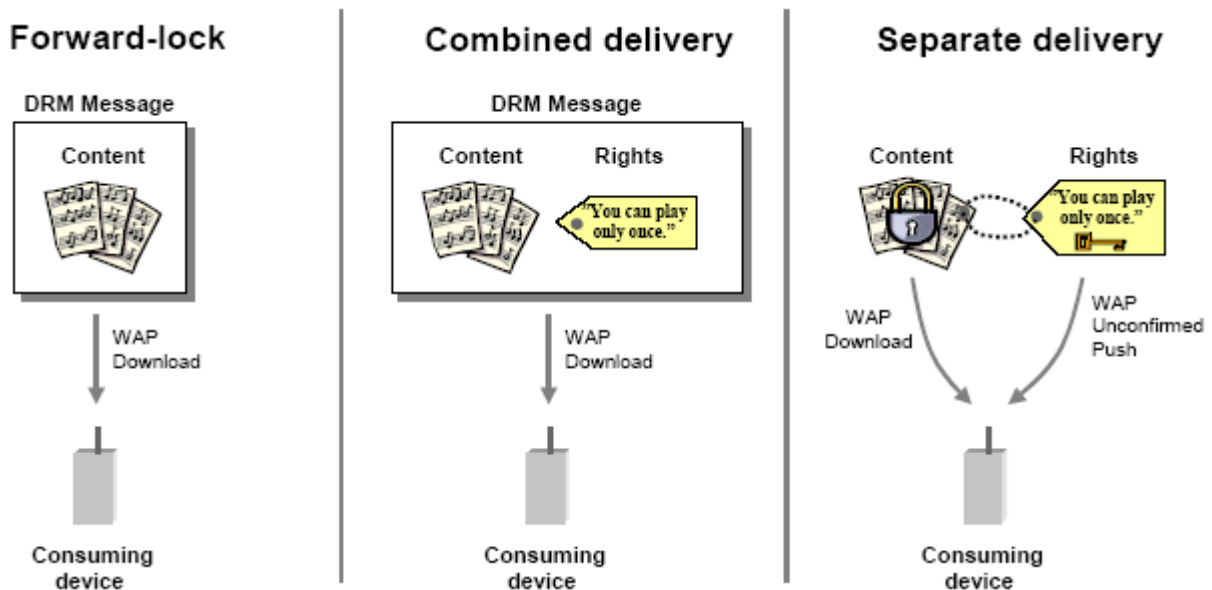 Forward-lock
DRM Message
Content
WAP
Download
Consuming
device
Combined delivery
DRM Message
Content
Rights
"You can play
only once."
WAP
Download
Consuming
device
Separate delivery
Content
Rights
"You can play
only once."
WAP
Download
WAP
Unconfirmed
Push
Consuming
device